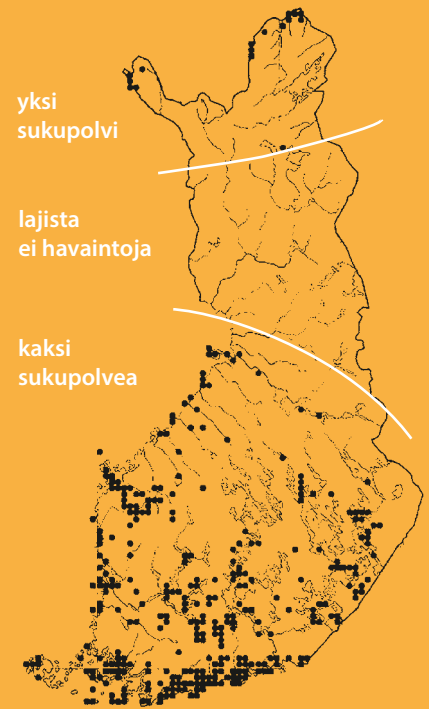 yksi
sukupolvi
lajista
ei havaintoja
kaksi
sukupolvea